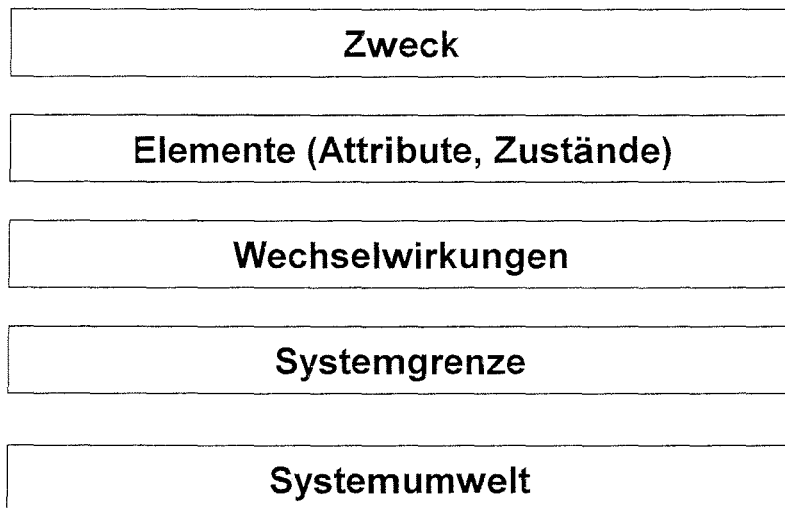 Zweck
Elemente (Attribute, Zustände)
Wechselwirkungen
Systemgrenze
Systemumwelt